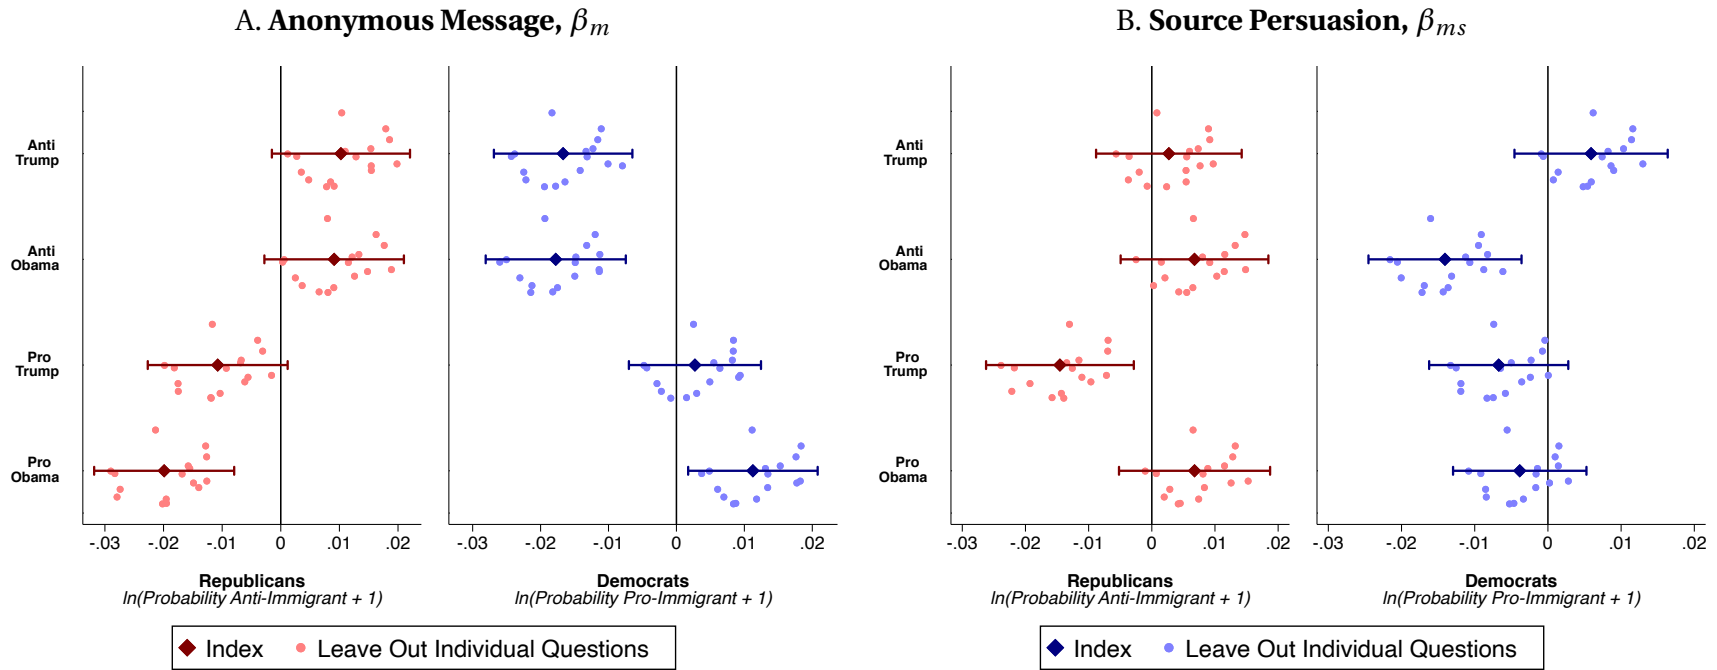 A. Anonymous Message, βm
B. Source Persuasion, βms
Anti
Trump
Anti
Obama
Pro
Trump
Pro
Obama
-.03 -.02 -.01 0 .01 .02
-.03 -.02 -.01 0 .01 .02
Republicans
ln(Probability Anti-Immigrant + 1)
Democrats
ln(Probability Pro-Immigrant + 1)
Index Leave Out Individual Questions
Index Leave Out Individual Questions
Anti
Trump
Anti
Obama
Pro
Trump
Pro
Obama
-.03 -.02 -.01 0 .01 .02
-.03 -.02 -.01 0 .01 .02
Republicans
ln(Probability Anti-Immigrant + 1)
Democrats
ln(Probability Pro-Immigrant + 1)